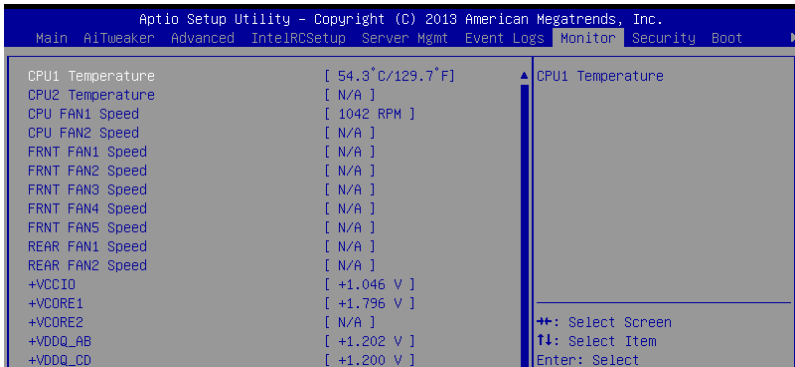 Aptio Setup Utility – Copyright (C) 2013 American Megatrends, Inc.
Main AiTweaker Advanced IntelRCSetup Server Mgmt Event Logs Monitor Security Boot
CPU1 Temperature [ 54.3°C/129.7°F] CPU1 Temperature
CPU2 Temperature [ N/A ]
CPU FAN1 Speed [ 1042 RPM ]
CPU FAN2 Speed [ N/A ]
FRNT FAN1 Speed [ N/A ]
FRNT FAN2 Speed [ N/A ]
FRNT FAN3 Speed [ N/A ]
FRNT FAN4 Speed [ N/A ]
FRNT FAN5 Speed [ N/A ]
REAR FAN1 Speed [ N/A ]
REAR FAN2 Speed [ N/A ]
+VCCIO [ +1.046 V ]
+VCORE1 [ +1.796 V ]
+VCORE2 [ N/A ] →←: Select Screen
+VDDQ_AB [ +1.202 V ] ↑↓: Select Item
+VDDQ_CD [ +1.200 V ] Enter: Select